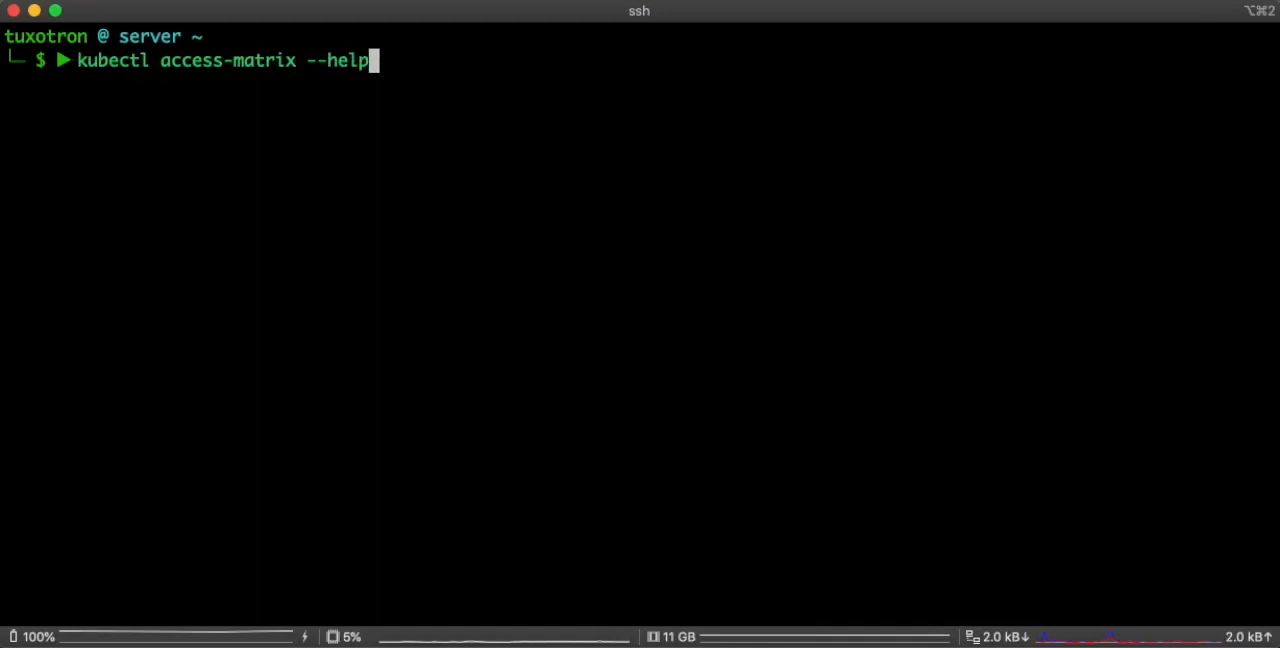 ssh
⌥⌘2
tuxotron @ server ~
└─ $ ▶ kubectl access-matrix --help
100% 5% 11 GB 2.0 kB↓ 2.0 kB↑